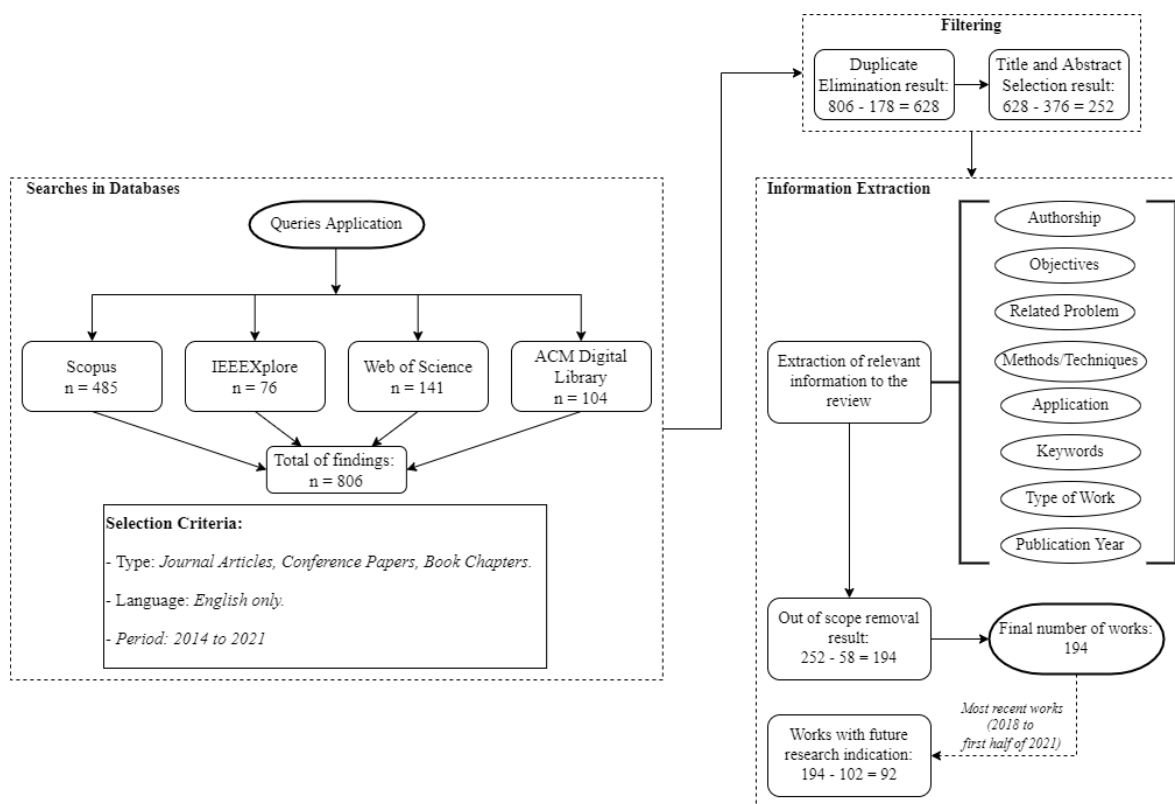 Searches in Databases
Queries Application
Scopus
n = 485
IEEEXplore
n = 76
Web of Science
n = 141
ACM Digital
Library
n = 104
Total of findings:
n = 806
Selection Criteria:
- Type: Journal Articles, Conference Papers, Book Chapters.
- Language: English only.
- Period: 2014 to 2021
Filtering
Duplicate
Elimination result:
806 - 178 = 628
Title and Abstract
Selection result:
628 - 376 = 252
Information Extraction
Extraction of relevant
information to the
review
Authorship
Objectives
Related Problem
Methods/Techniques
Application
Keywords
Type of Work
Publication Year
Out of scope removal
result:
252 - 58 = 194
Final number of works:
194
Most recent works
(2018 to
first half of 2021)
Works with future
research indication:
194 - 102 = 92